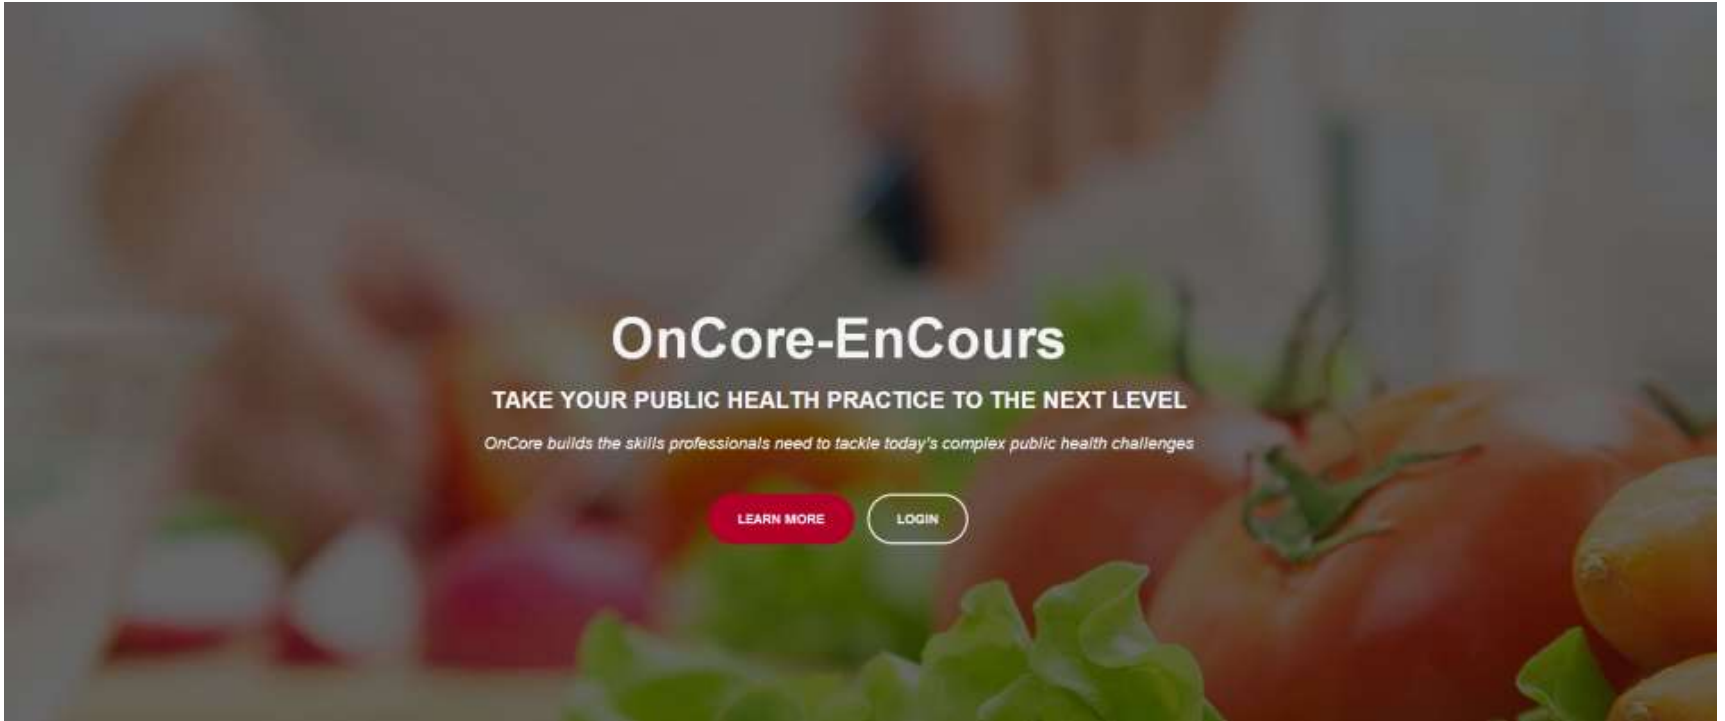 OnCore-EnCours
TAKE YOUR PUBLIC HEALTH PRACTICE TO THE NEXT LEVEL
OnCore builds the skills professionals need to tackle today's complex public health challenges
LEARN MORE
LOGIN